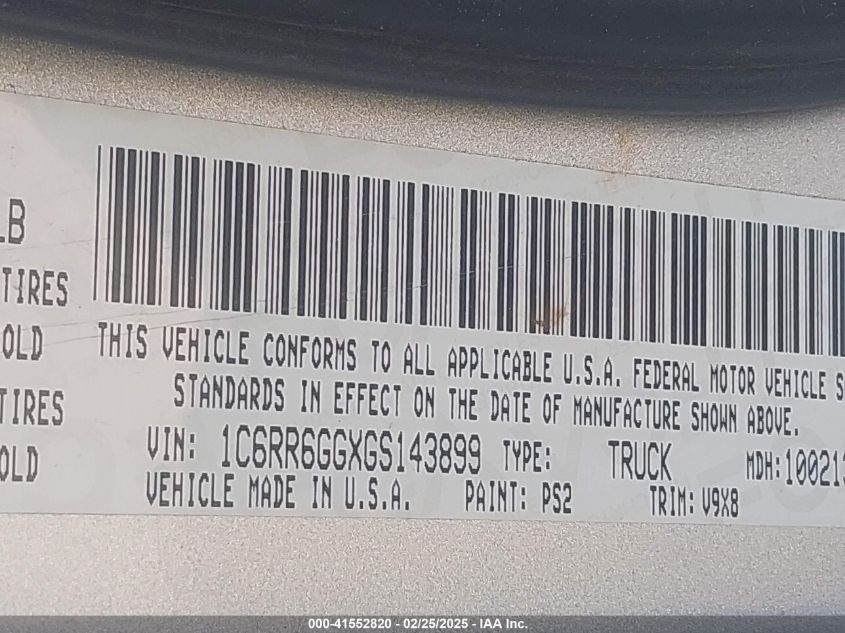 LB
TIRES
OLD
THIS VEHICLE CONFORMS TO ALL APPLICABLE U.S.A. FEDERAL MOTOR VEHICLE S
TIRES
STANDARDS IN EFFECT ON THE DATE OF MANUFACTURE SHOWN ABOVE.
OLD
VIN: 1C6RR6GGXGS143899 TYPE: TRUCK MDH: 100213
VEHICLE MADE IN U.S.A. PAINT: PS2 TRIM: V9X8
000-41552820 - 02/25/2025 - IAA Inc.